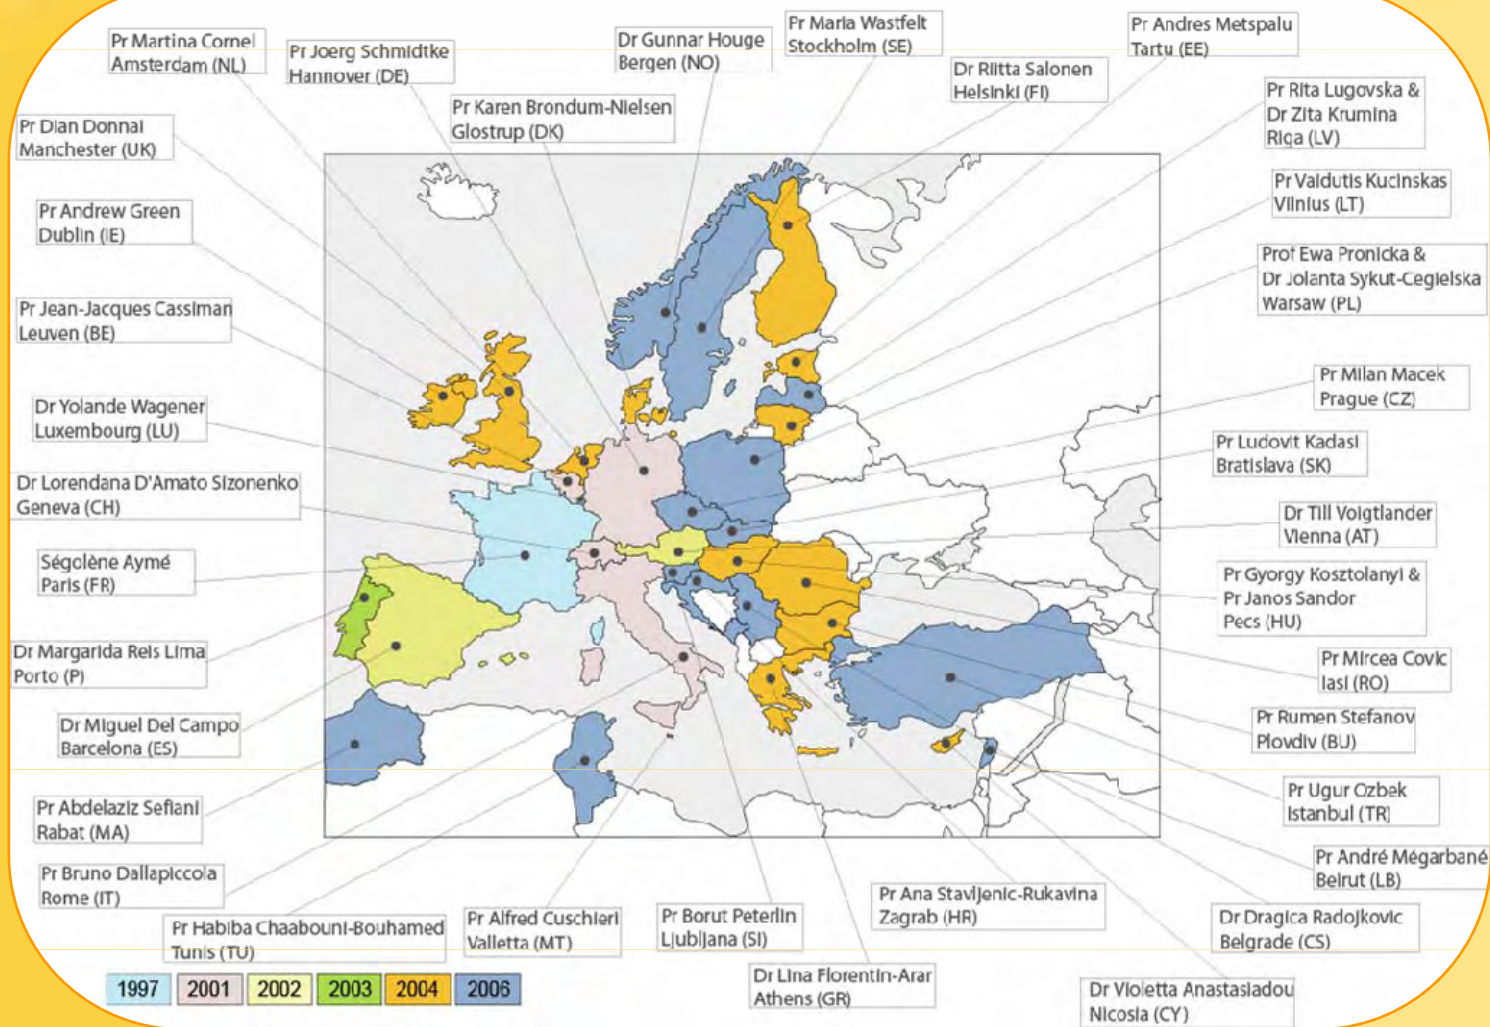 Pr Martina Cornel
Amsterdam (NL)
Pr Joerg Schmidtke
Hannover (DE)
Dr Gunnar Houge
Bergen (NO)
Pr Maria Wastfelt
Stockholm (SE)
Pr Andres Metspalu
Tartu (EE)
Pr Karen Brondum-Nielsen
Glostrup (DK)
Dr Riitta Salonen
Helsinki (FI)
Pr Rita Lugovska &
Dr Zita Krumina
Riga (LV)
Pr Dian Donnai
Manchester (UK)
Pr Vaidutis Kucinskas
Vilnius (LT)
Pr Andrew Green
Dublin (IE)
Prof Ewa Pronicka &
Dr Jolanta Sykut-Cegielska
Warsaw (PL)
Pr Jean-Jacques Cassiman
Leuven (BE)
Pr Milan Macek
Prague (CZ)
Dr Yolande Wagener
Luxembourg (LU)
Pr Ludovit Kadasi
Bratislava (SK)
Dr Lorendana D'Amato Sizonenko
Geneva (CH)
Dr Till Voigtlander
Vienna (AT)
Ségolène Aymé
Paris (FR)
Pr Gyorgy Kosztolanyi &
Pr Janos Sandor
Pecs (HU)
Dr Margarida Reis Lima
Porto (P)
Pr Mircea Covic
Iasi (RO)
Dr Miguel Del Campo
Barcelona (ES)
Pr Rumen Stefanov
Plovdiv (BU)
Pr Abdelaziz Sefiani
Rabat (MA)
Pr Ugur Ozbek
Istanbul (TR)
Pr Bruno Dallapiccola
Rome (IT)
Pr André Mégarbané
Beirut (LB)
Pr Habiba Chaabouni-Bouhamed
Tunis (TU)
Pr Alfred Cuschieri
Valletta (MT)
Pr Borut Peterlin
Ljubljana (SI)
Pr Ana Stavljenic-Rukavina
Zagrab (HR)
Dr Dragica Radojkovic
Belgrade (CS)
Dr Lina Florentin-Arar
Athens (GR)
Dr Violetta Anastasiadou
Nicosia (CY)
1997 2001 2002 2003 2004 2006